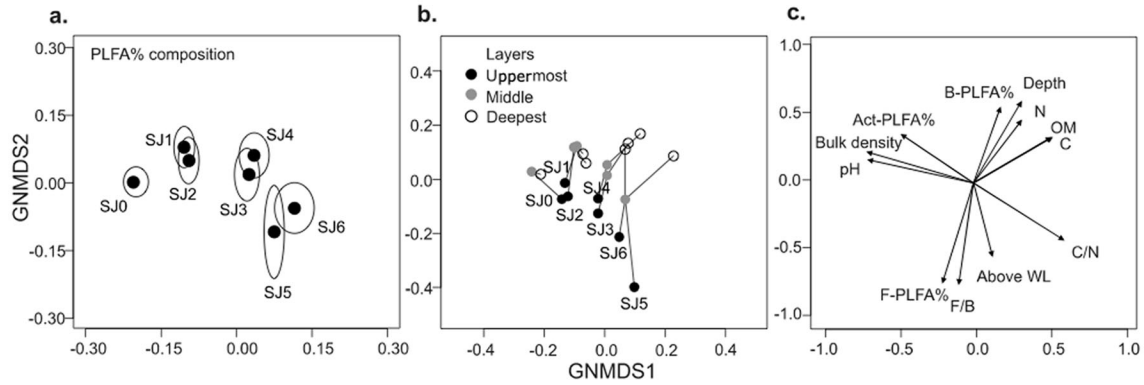 a.
PLFA% composition
0.30
0.15
0.00
-0.15
-0.30
GNMDS2
SJ1
SJ4
SJ2
SJ0
SJ3
SJ6
SJ5
-0.30
-0.15
0.00
0.15
0.30
b.
Layers
Uppermost
Middle
Deepest
0.4
0.2
0.0
-0.2
-0.4
SJ1
SJ4
SJ0
SJ2
SJ3
SJ6
SJ5
-0.4
-0.2
0.0
0.2
0.4
GNMDS1
c.
1.0
0.5
0.0
-0.5
-1.0
B-PLFA%
Depth
N
Act-PLFA%
OM
Bulk density
C
pH
C/N
Above WL
F-PLFA%
F/B
-1.0
-0.5
0.0
0.5
1.0